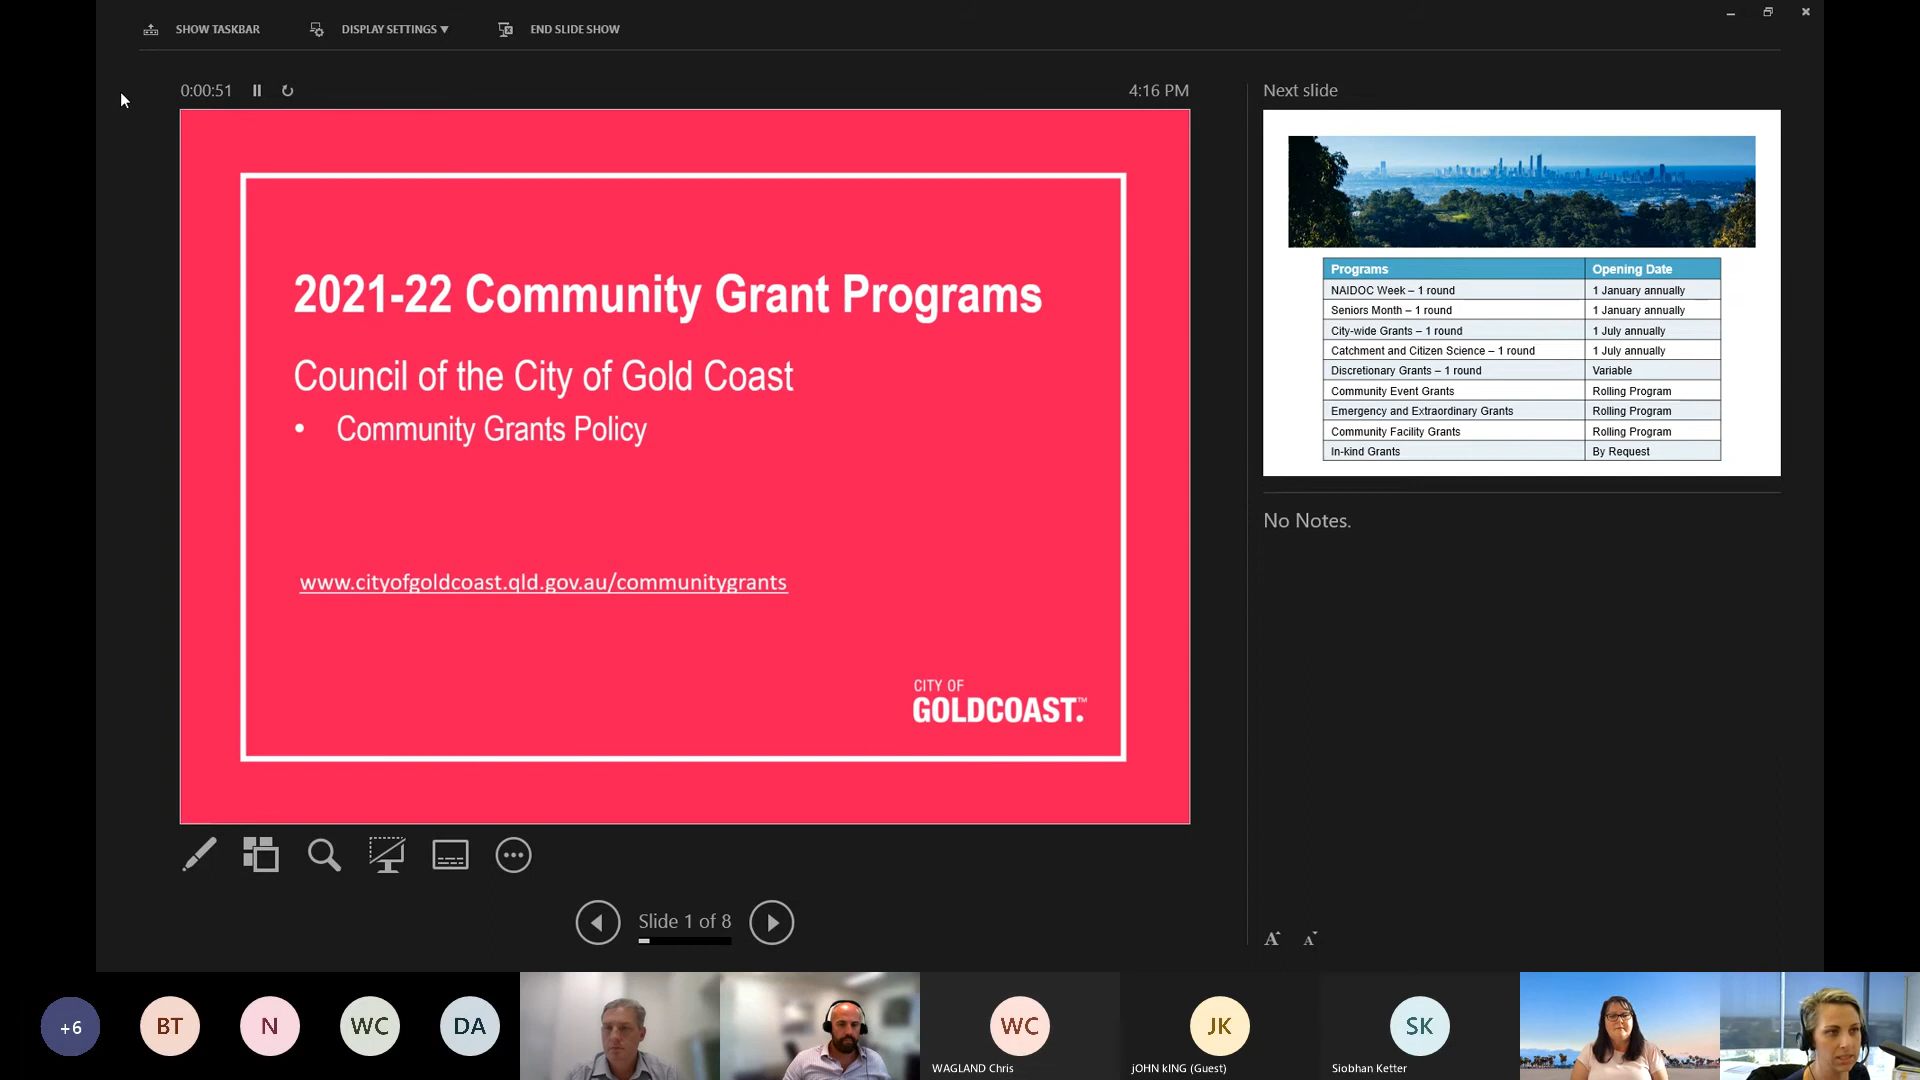 SHOW TASKBAR
DISPLAY SETTINGS ▾
END SLIDE SHOW
0:00:51
4:16 PM
2021-22 Community Grant Programs
Council of the City of Gold Coast
• Community Grants Policy
www.cityofgoldcoast.qld.gov.au/communitygrants
CITY OF
GOLDCOAST.™
Slide 1 of 8
Next slide
Programs Opening Date
NAIDOC Week – 1 round 1 January annually
Seniors Month – 1 round 1 January annually
City-wide Grants – 1 round 1 July annually
Catchment and Citizen Science – 1 round 1 July annually
Discretionary Grants – 1 round Variable
Community Event Grants Rolling Program
Emergency and Extraordinary Grants Rolling Program
Community Facility Grants Rolling Program
In-kind Grants By Request
No Notes.
A A
+6 BT N WC DA WC JK SK
WAGLAND Chris jOHN kING (Guest) Siobhan Ketter